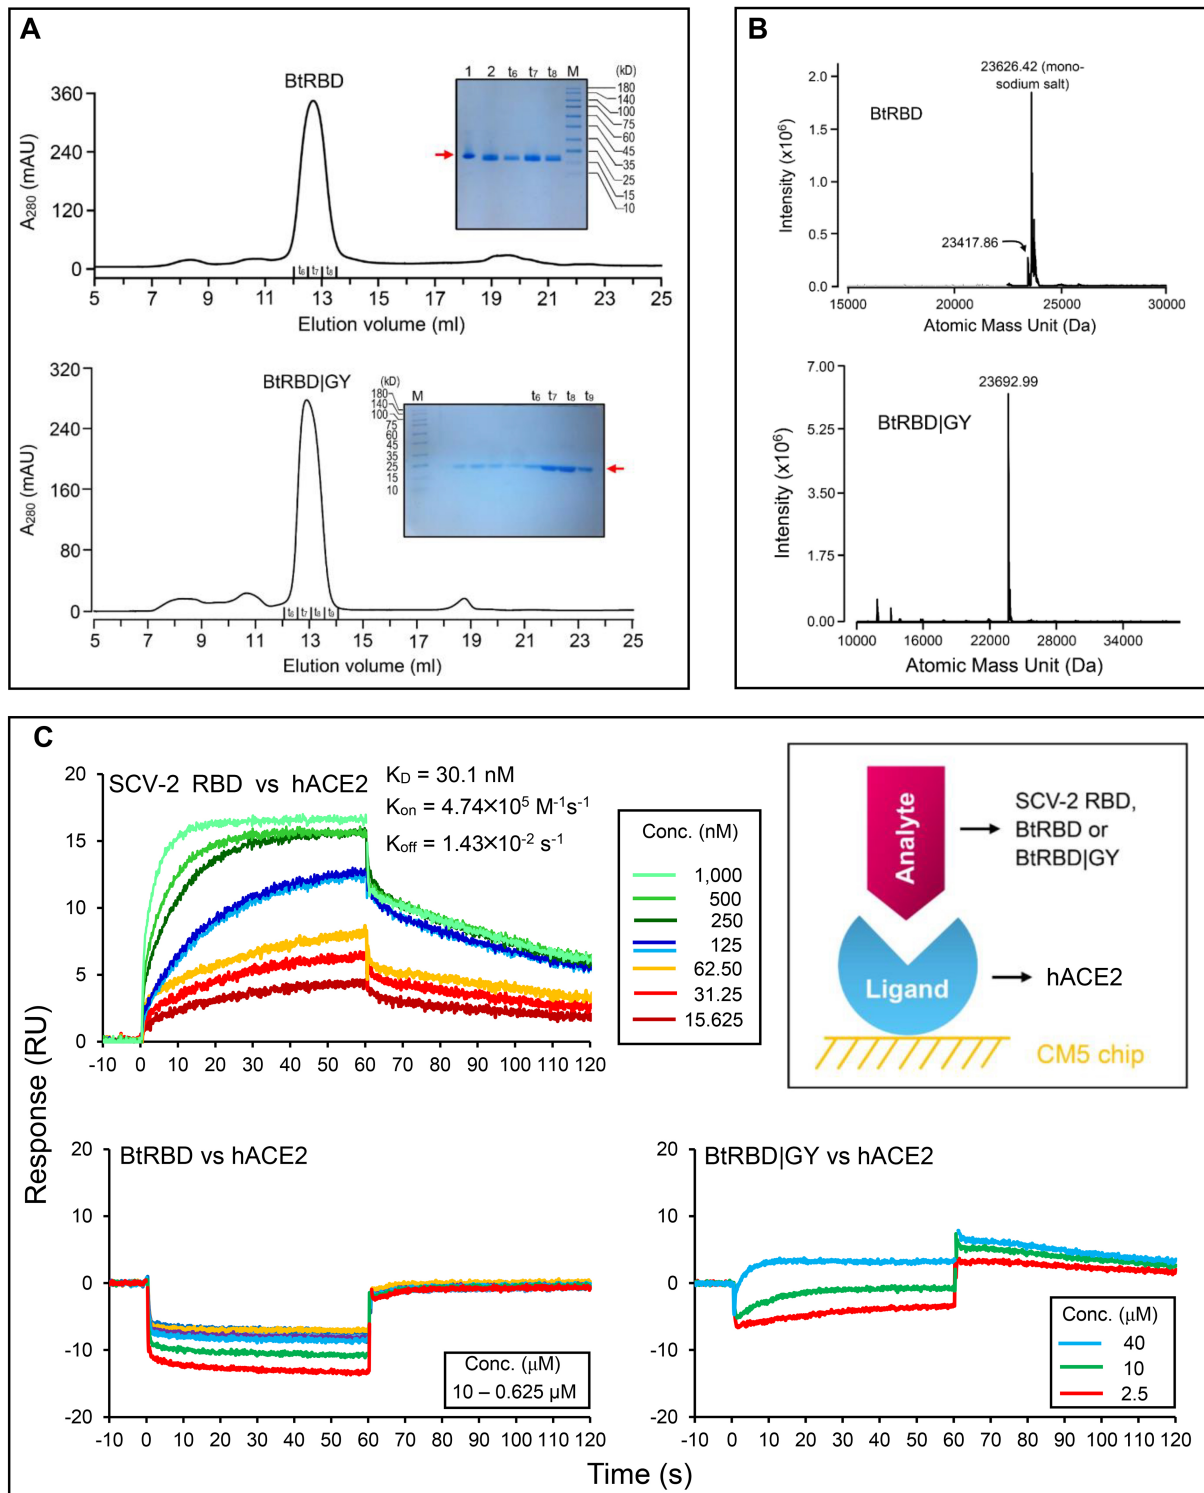 A
BtRBD
1 2 t6 t7 t8 M (kD)
180
140
100
75
60
45
35
25
15
10
360
240
120
0
A280 (mAU)
t6 t7 t8
5 7 9 11 13 15 17 19 21 23 25
Elution volume (ml)
BtRBD|GY
(kD) M t6 t7 t8 t9
180
140
100
75
60
45
35
25
15
10
320
240
160
80
0
A280 (mAU)
t6 t7 t8 t9
5 7 9 11 13 15 17 19 21 23 25
Elution volume (ml)
B
23626.42 (mono-
sodium salt)
BtRBD
23417.86
2.0
1.5
1.0
0.5
0.0
Intensity (x10⁶)
15000 20000 25000 30000
Atomic Mass Unit (Da)
23692.99
BtRBD|GY
7.00
5.25
3.50
1.75
0.00
Intensity (x10⁶)
10000 16000 22000 28000 34000
Atomic Mass Unit (Da)
C
SCV-2 RBD vs hACE2
KD = 30.1 nM
Kon = 4.74×10⁵ M⁻¹s⁻¹
Koff = 1.43×10⁻² s⁻¹
20
15
10
5
0
-10 0 10 20 30 40 50 60 70 80 90 100 110 120
Conc. (nM)
1,000
500
250
125
62.50
31.25
15.625
Analyte
SCV-2 RBD,
BtRBD or
BtRBD|GY
Ligand
hACE2
CM5 chip
Response (RU)
BtRBD vs hACE2
20
10
0
-10
-20
Conc. (μM)
10 – 0.625 μM
-10 0 10 20 30 40 50 60 70 80 90 100 110 120
BtRBD|GY vs hACE2
20
10
0
-10
-20
Conc. (μM)
40
10
2.5
-10 0 10 20 30 40 50 60 70 80 90 100 110 120
Time (s)